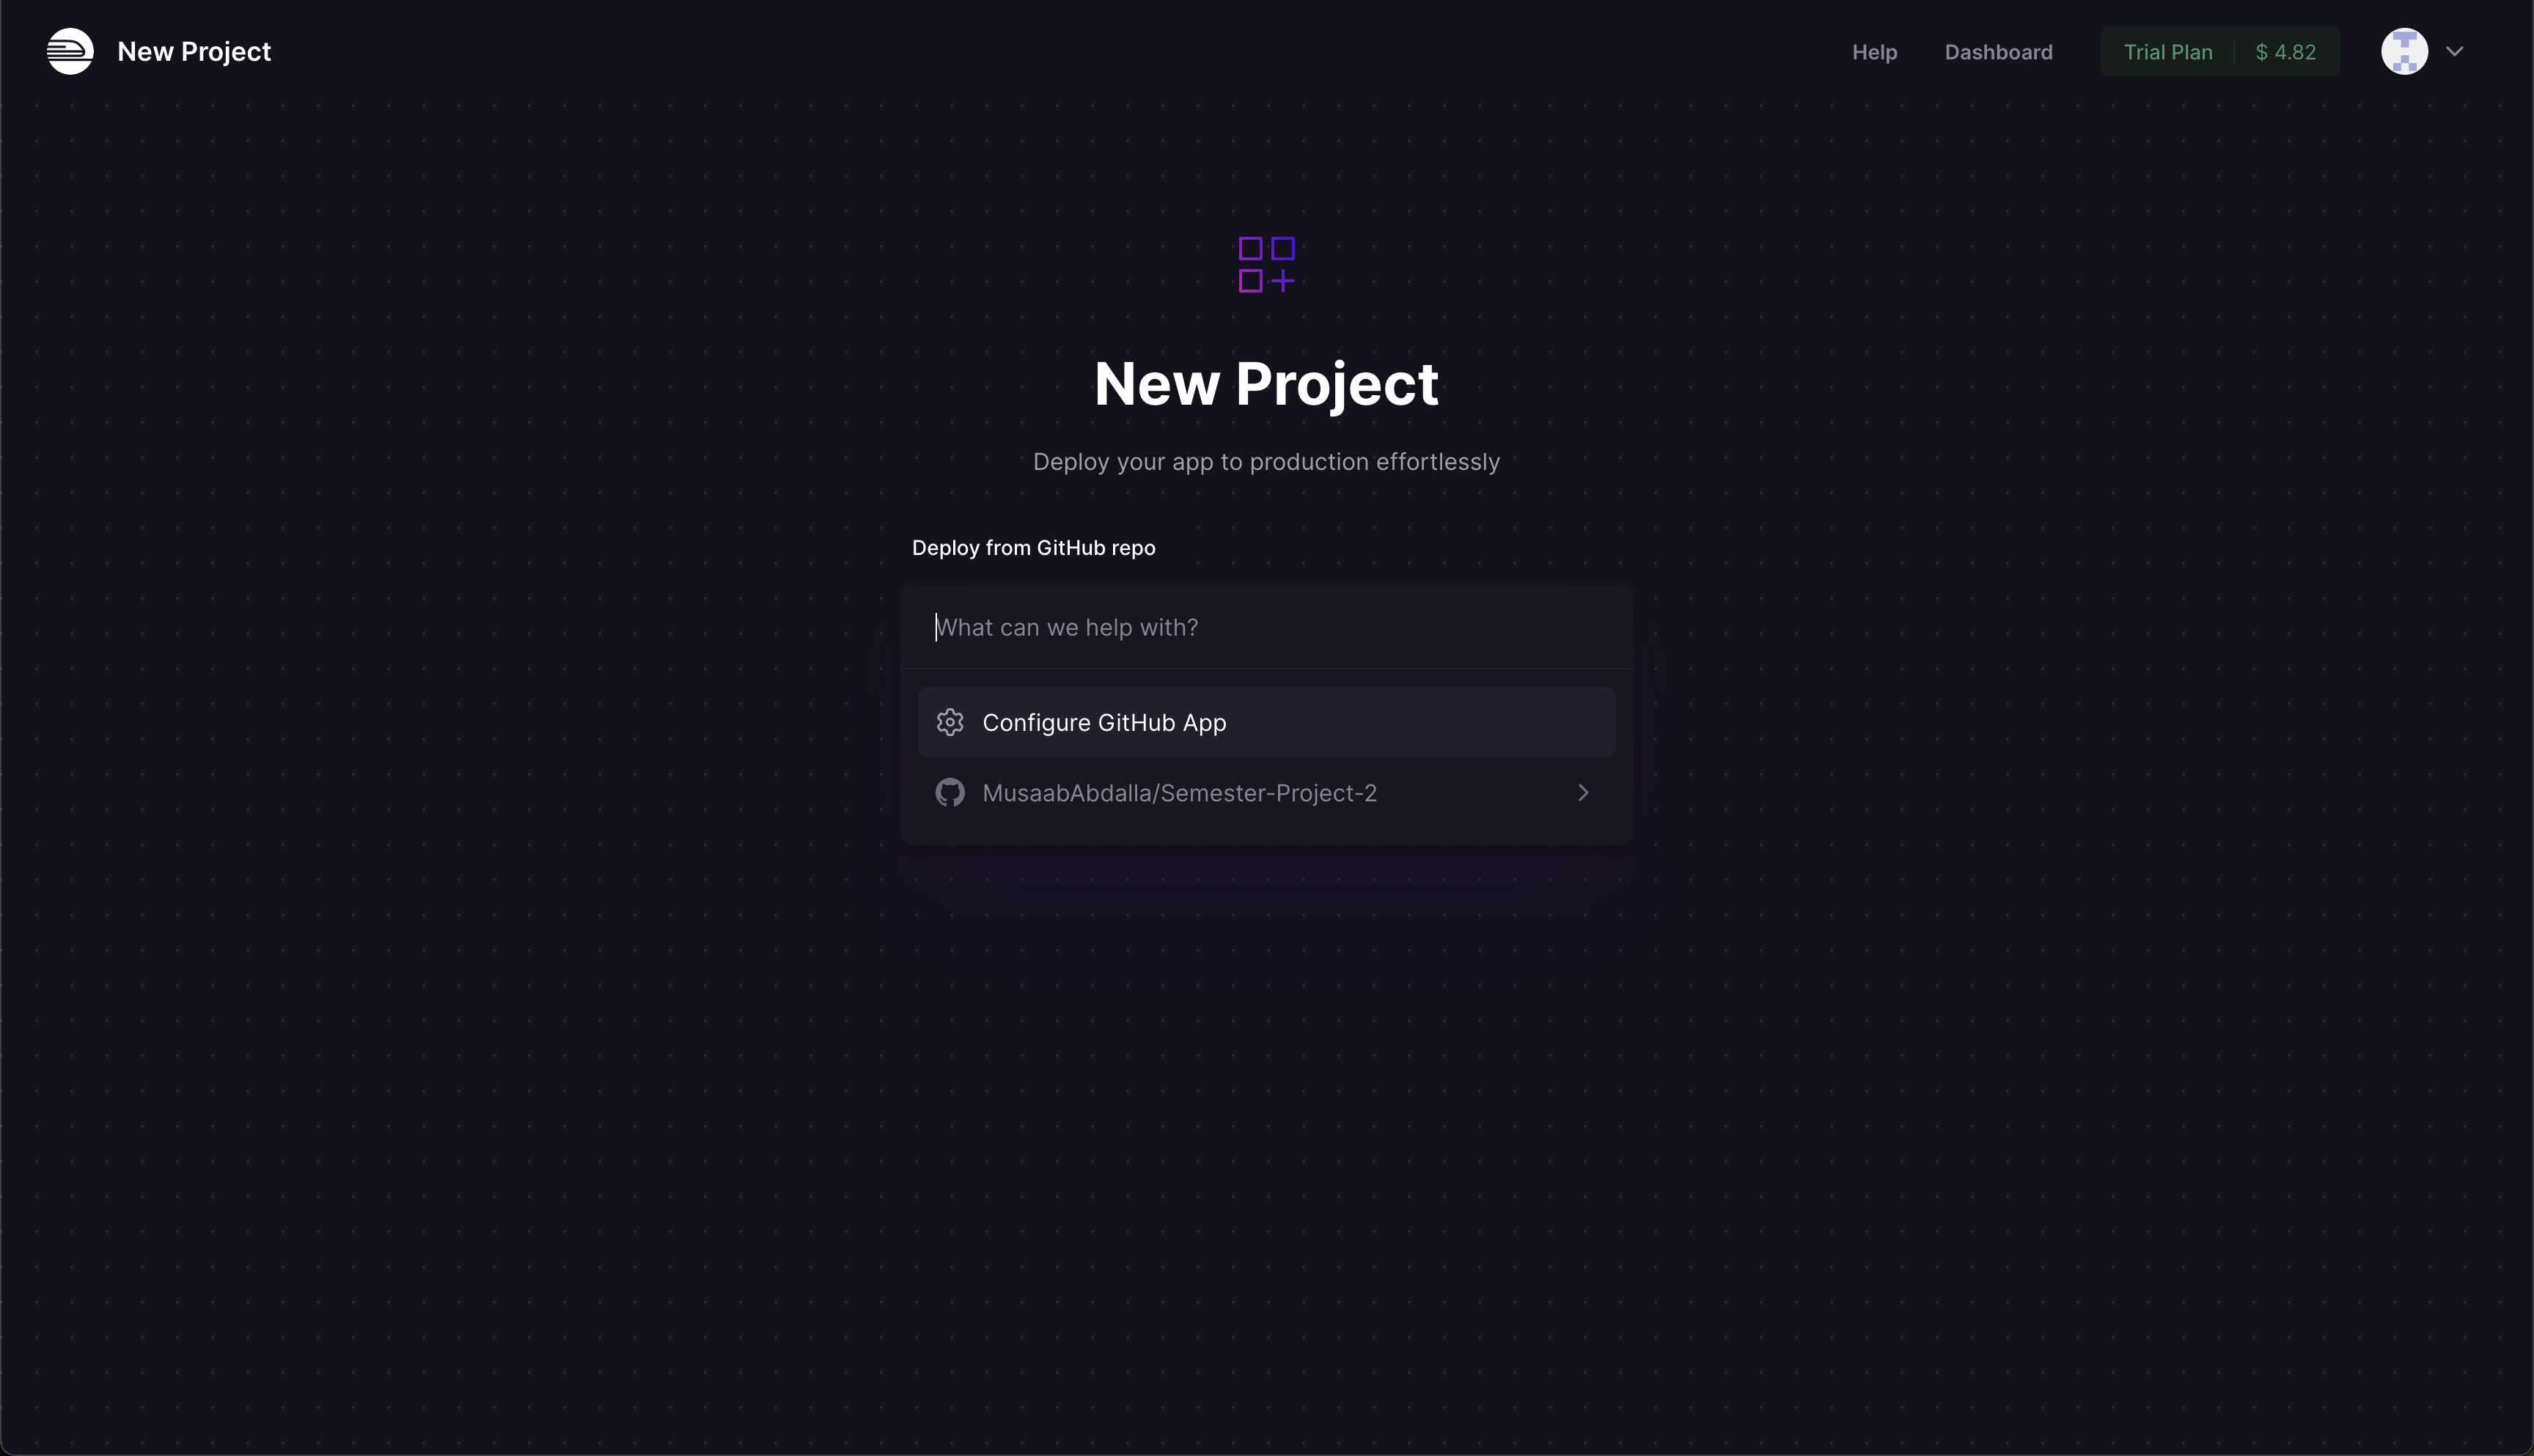 New Project
Help
Dashboard
Trial Plan
$ 4.82
New Project
Deploy your app to production effortlessly
Deploy from GitHub repo
What can we help with?
Configure GitHub App
MusaabAbdalla/Semester-Project-2